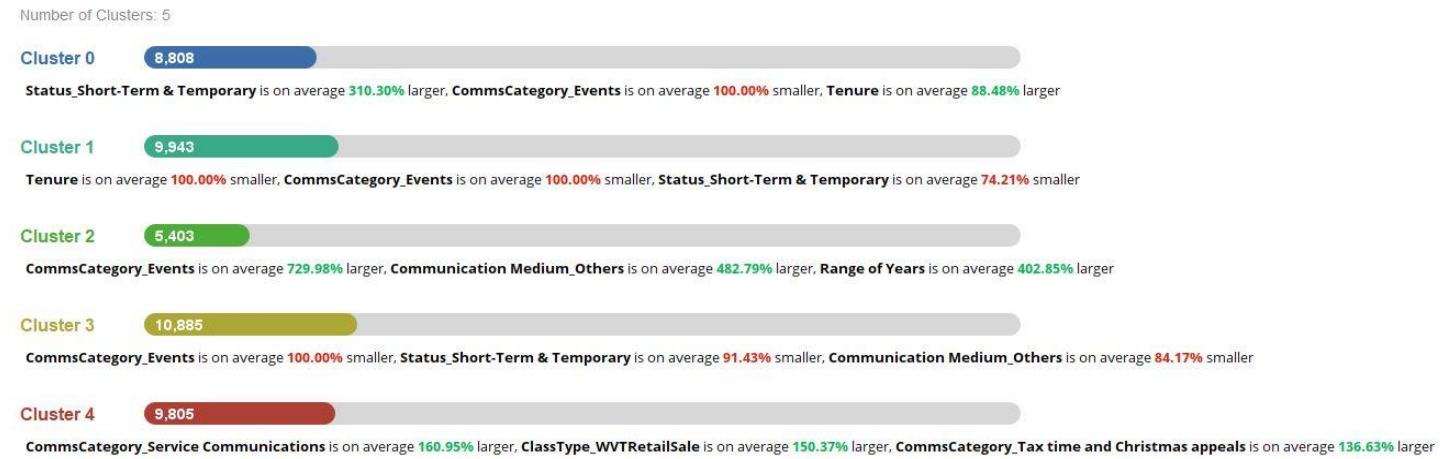 Number of Clusters: 5
Cluster 0 8,808
Status_Short-Term & Temporary is on average 310.30% larger, CommsCategory_Events is on average 100.00% smaller, Tenure is on average 88.48% larger
Cluster 1 9,943
Tenure is on average 100.00% smaller, CommsCategory_Events is on average 100.00% smaller, Status_Short-Term & Temporary is on average 74.21% smaller
Cluster 2 5,403
CommsCategory_Events is on average 729.98% larger, Communication Medium_Others is on average 482.79% larger, Range of Years is on average 402.85% larger
Cluster 3 10,885
CommsCategory_Events is on average 100.00% smaller, Status_Short-Term & Temporary is on average 91.43% smaller, Communication Medium_Others is on average 84.17% smaller
Cluster 4 9,805
CommsCategory_Service Communications is on average 160.95% larger, ClassType_WVTRetailSale is on average 150.37% larger, CommsCategory_Tax time and Christmas appeals is on average 136.63% larger